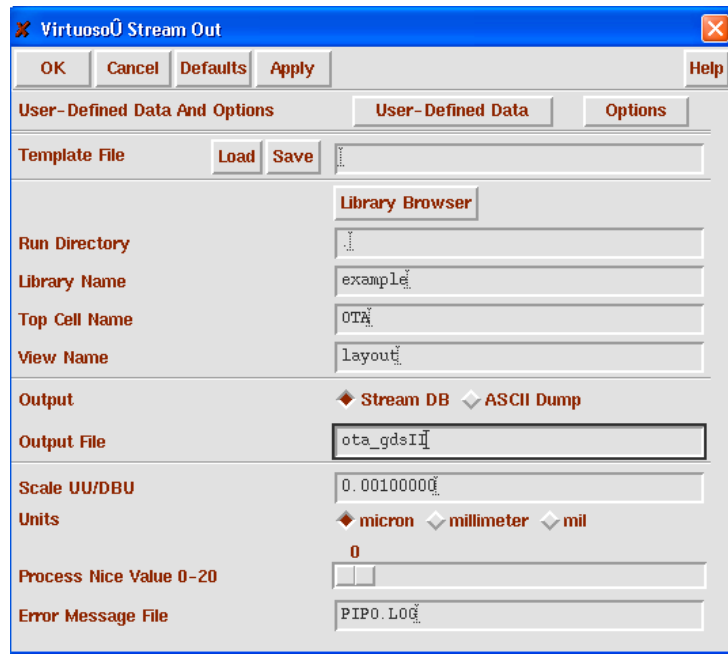 VirtuosoÛ Stream Out
OK Cancel Defaults Apply Help
User-Defined Data And Options User-Defined Data Options
Template File Load Save
Library Browser
Run Directory .
Library Name example
Top Cell Name OTA
View Name layout
Output Stream DB ASCII Dump
Output File ota_gdsII
Scale UU/DBU 0.00100000
Units micron millimeter mil
0
Process Nice Value 0-20
Error Message File PIPO.LOG